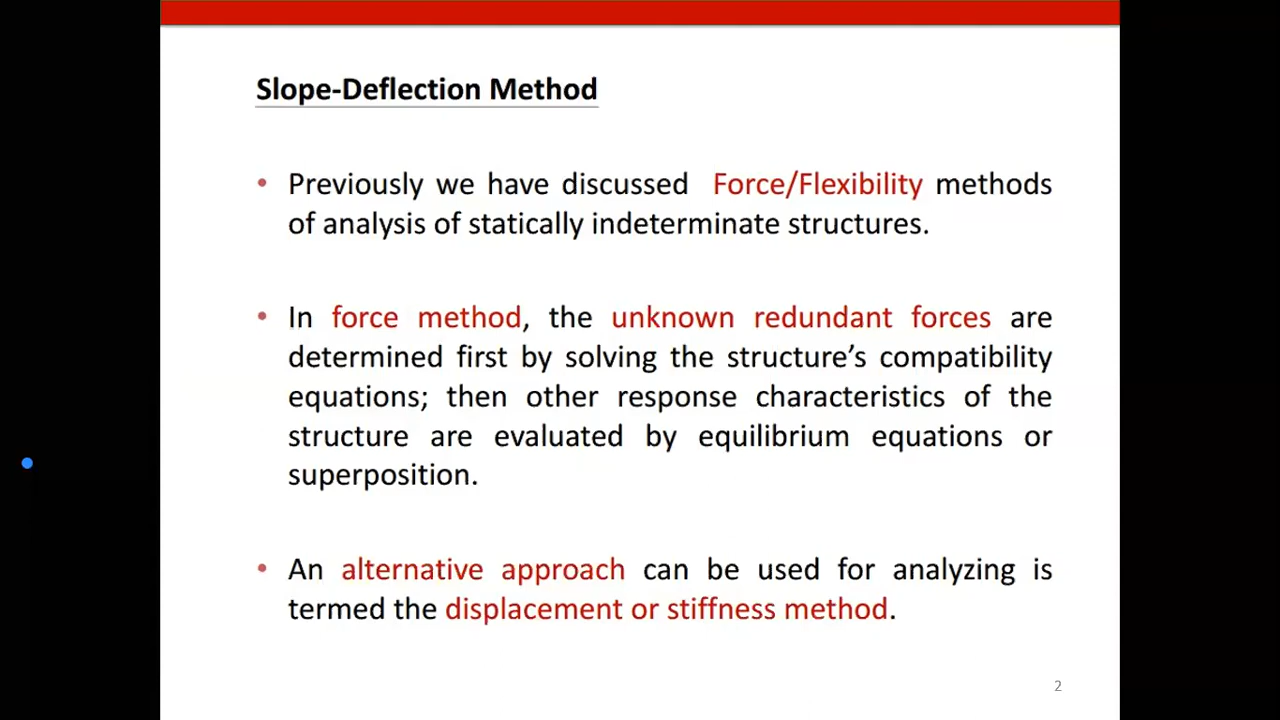 Slope-Deflection Method
• Previously we have discussed Force/Flexibility methods
of analysis of statically indeterminate structures.
• In force method, the unknown redundant forces are
determined first by solving the structure’s compatibility
equations; then other response characteristics of the
structure are evaluated by equilibrium equations or
superposition.
• An alternative approach can be used for analyzing is
termed the displacement or stiffness method.
2